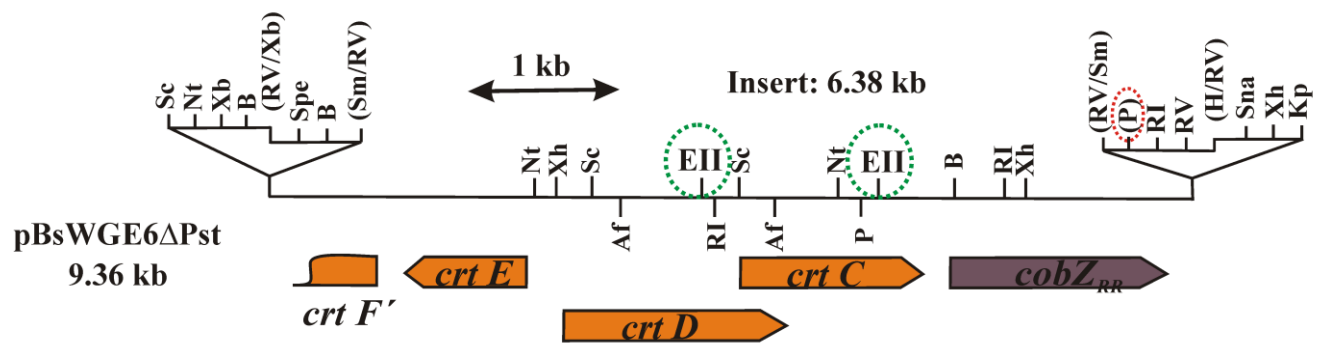 1 kb
Insert: 6.38 kb
Sc Nt Xb B (RV/Xb) Spe B (Sm/RV)
(RV/Sm) (P) RI RV (H/RV) Sna Xh Kp
Nt Xh Sc EII Sc Nt EII B RI Xh
Af RI Af P
pBsWGE6ΔPst
9.36 kb
crt E
crt C
cobZRR
crt F´
crt D